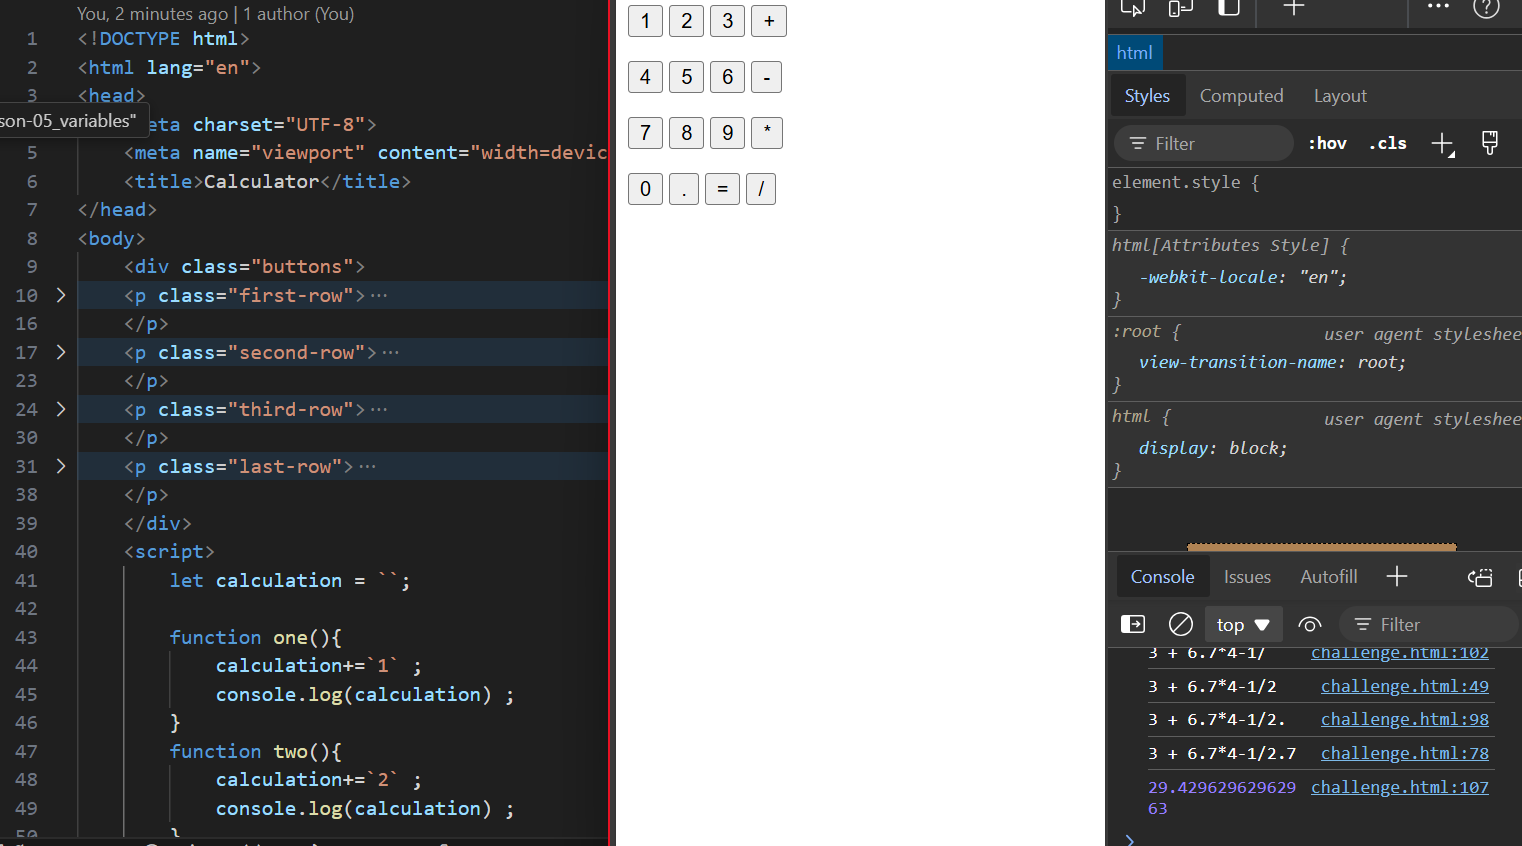 You, 2 minutes ago | 1 author (You)
1 <!DOCTYPE html>
2 <html lang="en">
3 <head>
son-05_variables"
eta charset="UTF-8">
5 <meta name="viewport" content="width=devic
6 <title>Calculator</title>
7 </head>
8 <body>
9 <div class="buttons">
10 <p class="first-row">…
16 </p>
17 <p class="second-row">…
23 </p>
24 <p class="third-row">…
30 </p>
31 <p class="last-row">…
38 </p>
39 </div>
40 <script>
41 let calculation = ``;
42
43 function one(){
44 calculation+=`1` ;
45 console.log(calculation) ;
46 }
47 function two(){
48 calculation+=`2` ;
49 console.log(calculation) ;
50 }
1 2 3 +
4 5 6 -
7 8 9 *
0 . = /
html
Styles Computed Layout
Filter :hov .cls
element.style {
}
html[Attributes Style] {
-webkit-locale: "en";
}
:root { user agent styleshee
view-transition-name: root;
}
html { user agent styleshee
display: block;
}
Console Issues Autofill
top Filter
3 + 6.7*4-1/ challenge.html:102
3 + 6.7*4-1/2 challenge.html:49
3 + 6.7*4-1/2. challenge.html:98
3 + 6.7*4-1/2.7 challenge.html:78
29.429629629629 challenge.html:107
63